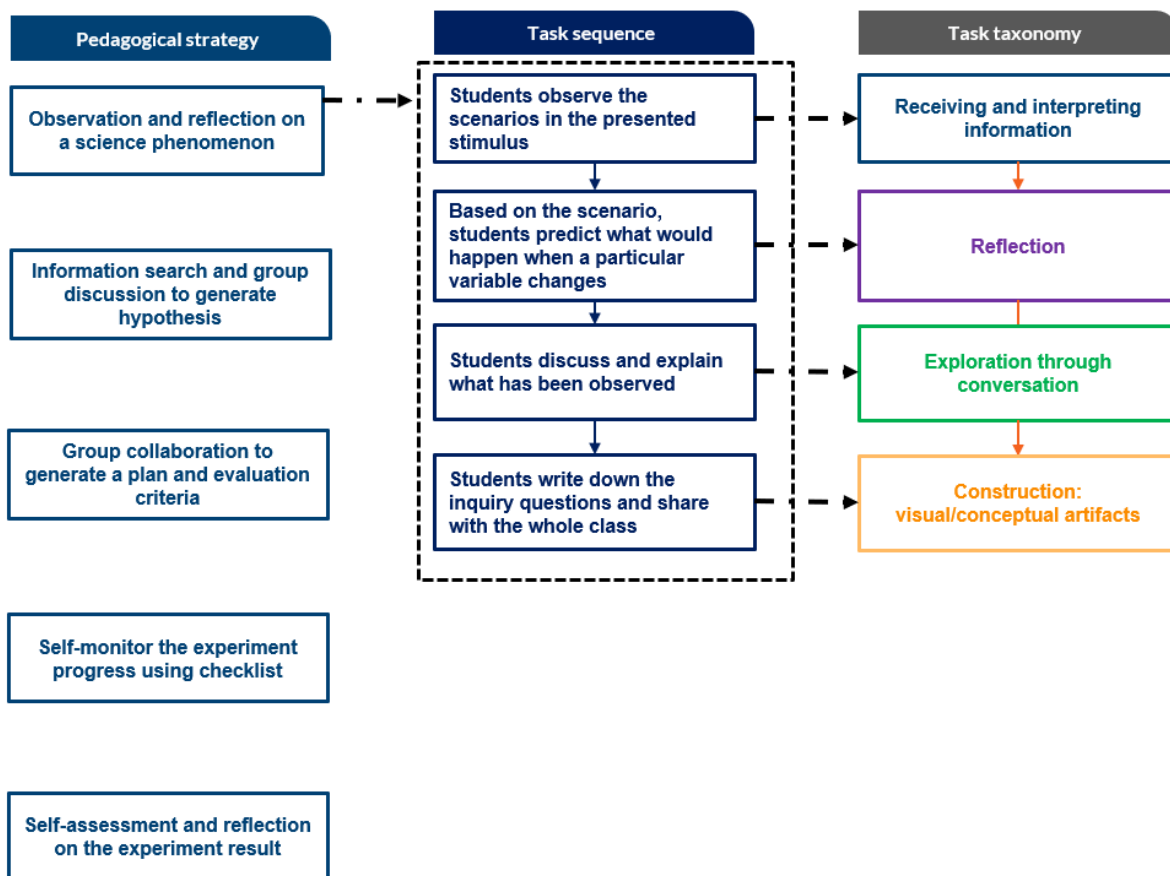 Pedagogical strategy
Observation and reflection on
a science phenomenon
Information search and group
discussion to generate
hypothesis
Group collaboration to
generate a plan and evaluation
criteria
Self-monitor the experiment
progress using checklist
Self-assessment and reflection
on the experiment result
Task sequence
Students observe the
scenarios in the presented
stimulus
Based on the scenario,
students predict what would
happen when a particular
variable changes
Students discuss and explain
what has been observed
Students write down the
inquiry questions and share
with the whole class
Task taxonomy
Receiving and interpreting
information
Reflection
Exploration through
conversation
Construction:
visual/conceptual artifacts